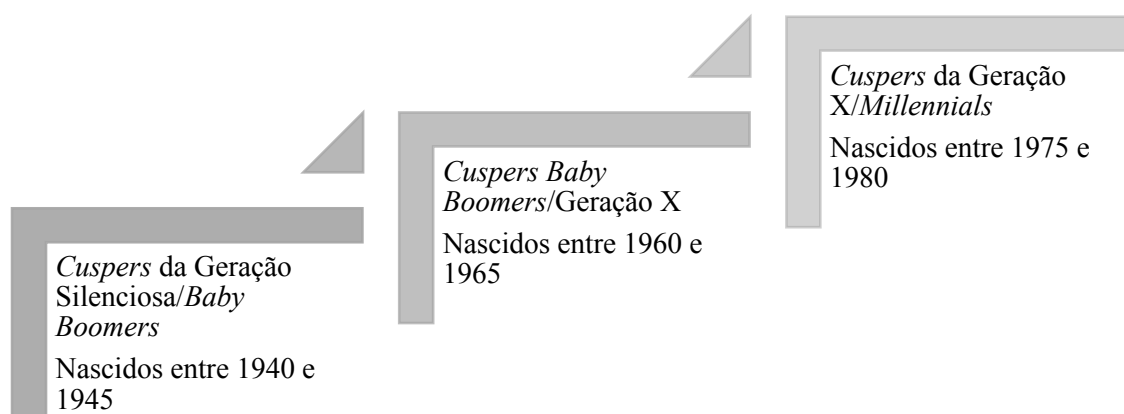 Cuspers da Geração
Silenciosa/Baby
Boomers
Nascidos entre 1940 e
1945
Cuspers Baby
Boomers/Geração X
Nascidos entre 1960 e
1965
Cuspers da Geração
X/Millennials
Nascidos entre 1975 e
1980